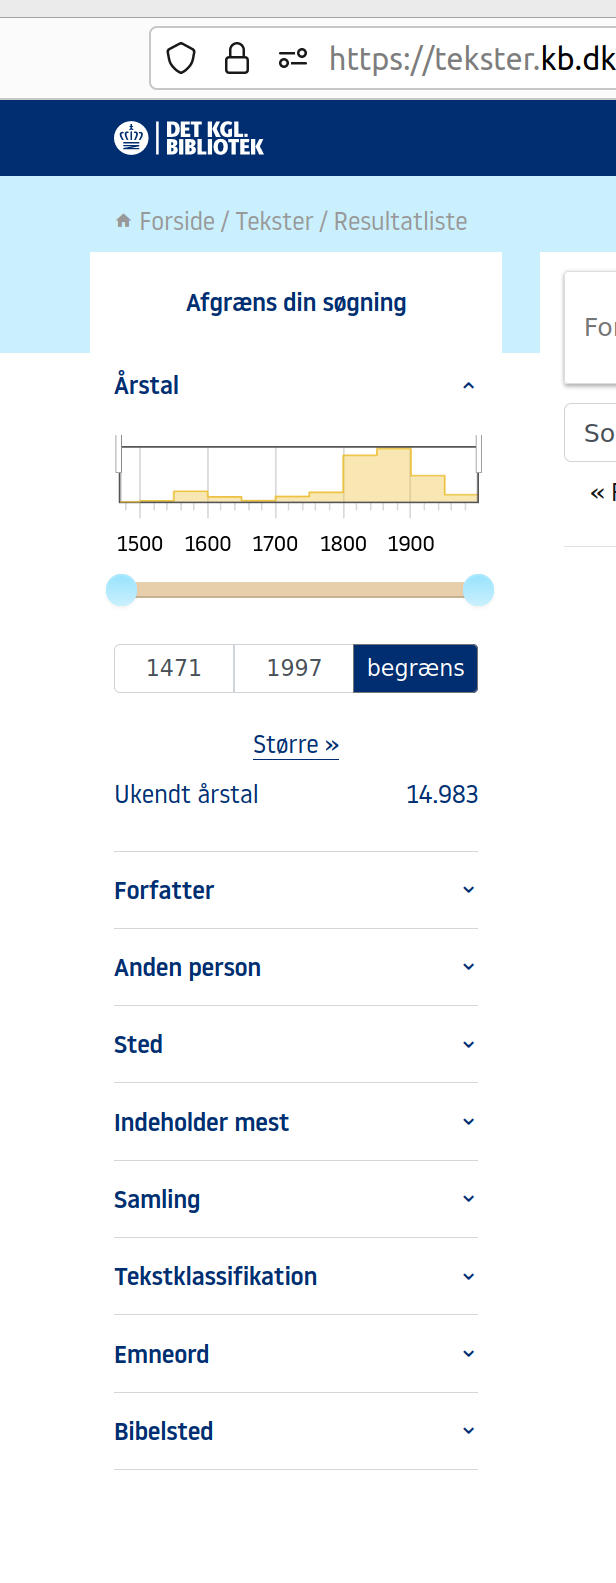 https://tekster.kb.dk
DET KGL.
BIBLIOTEK
Forside / Tekster / Resultatliste
Afgræns din søgning
Årstal
1500 1600 1700 1800 1900
1471 1997 begræns
Større »
Ukendt årstal 14.983
Forfatter
Anden person
Sted
Indeholder mest
Samling
Tekstklassifikation
Emneord
Bibelsted
For
So
«